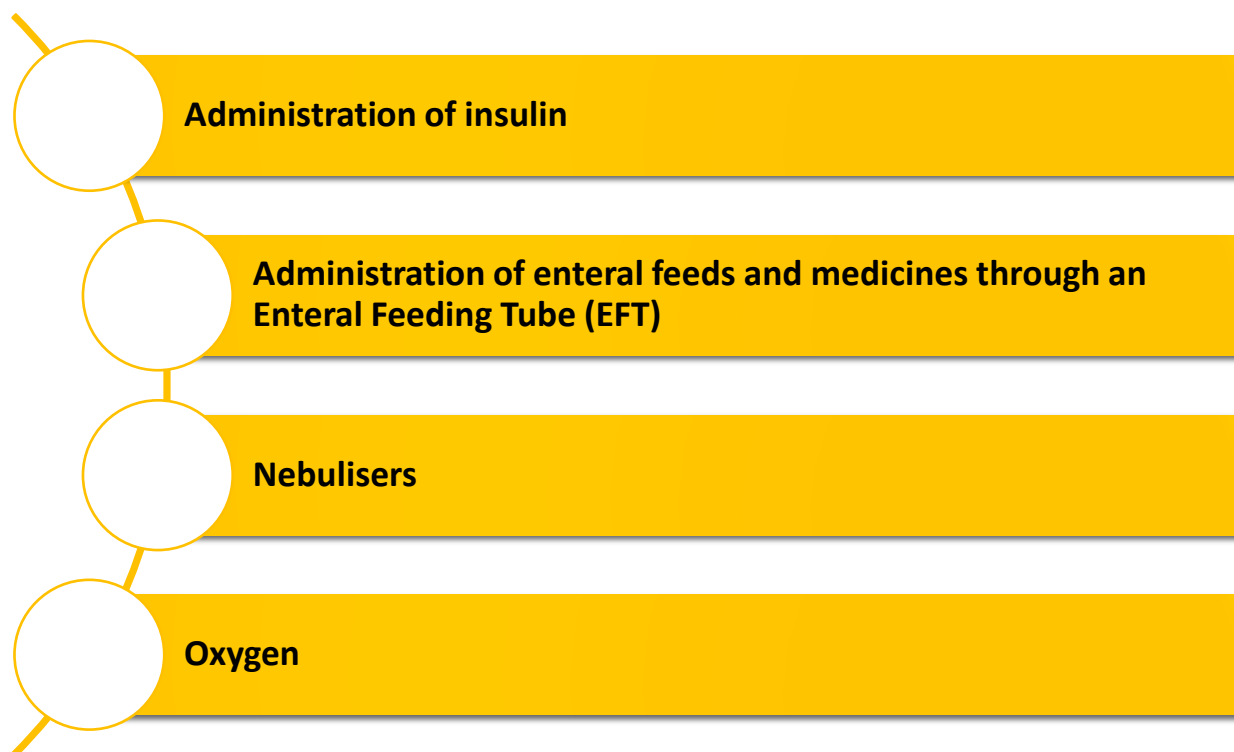 Administration of insulin
Administration of enteral feeds and medicines through an
Enteral Feeding Tube (EFT)
Nebulisers
Oxygen